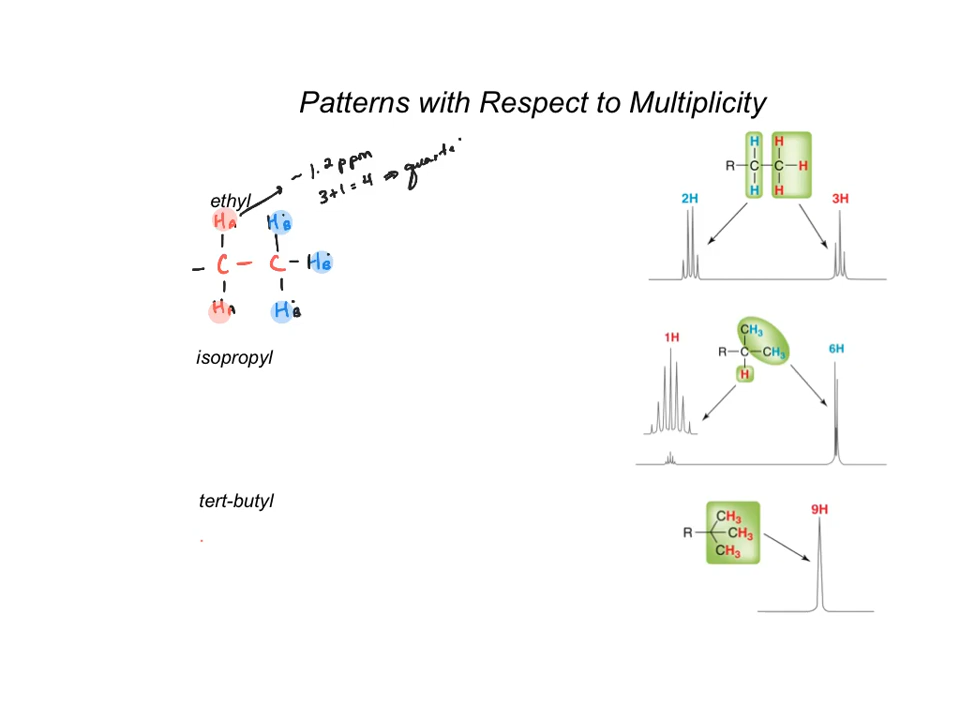 Patterns with Respect to Multiplicity
~ 1.2 ppm
3+1 = 4 ⇒
ethyl
HA HB
- C - C - HB
HA HB
H H
R-C-C-H
H H
2H 3H
isopropyl
1H CH3 6H
R-C-CH3
H
tert-butyl
CH3 9H
R CH3
CH3